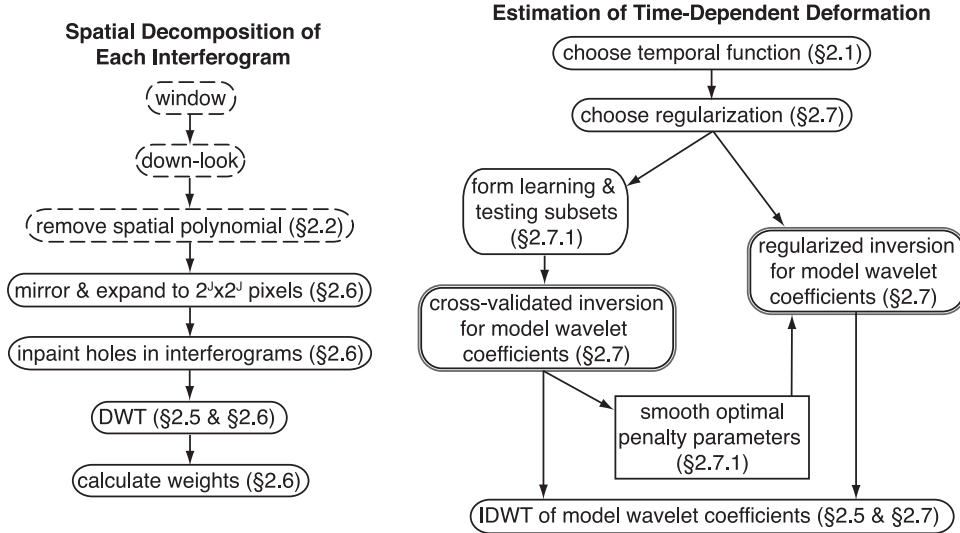 Spatial Decomposition of
Each Interferogram
window
down-look
remove spatial polynomial (§2.2)
mirror & expand to 2ᴶx2ᴶ pixels (§2.6)
inpaint holes in interferograms (§2.6)
DWT (§2.5 & §2.6)
calculate weights (§2.6)
Estimation of Time-Dependent Deformation
choose temporal function (§2.1)
choose regularization (§2.7)
form learning &
testing subsets
(§2.7.1)
regularized inversion
for model wavelet
coefficients (§2.7)
cross-validated inversion
for model wavelet
coefficients (§2.7)
smooth optimal
penalty parameters
(§2.7.1)
IDWT of model wavelet coefficients (§2.5 & §2.7)